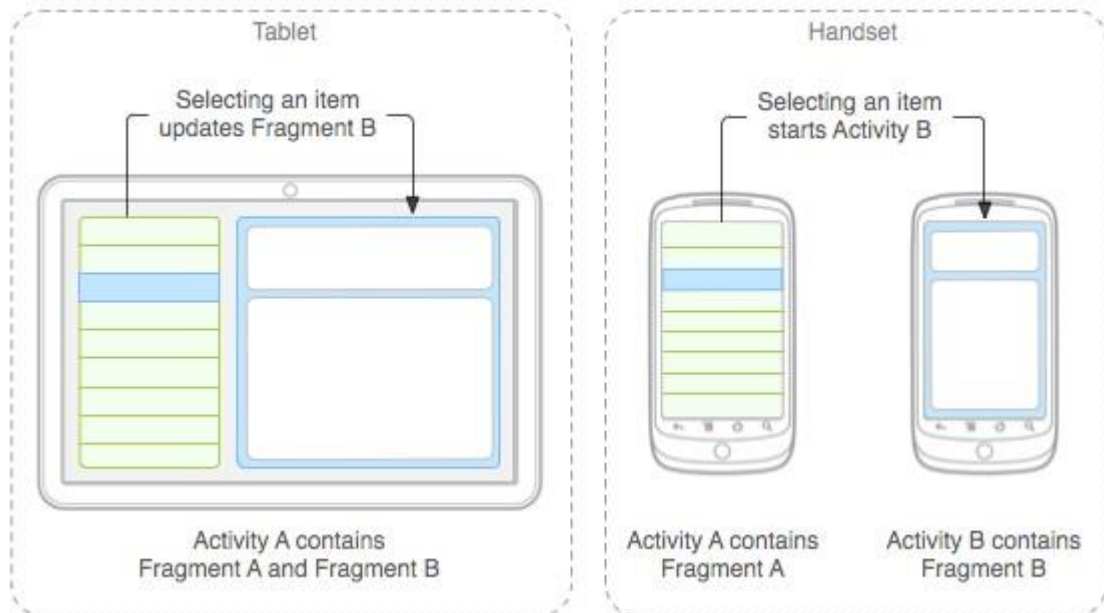 Tablet
Selecting an item
updates Fragment B
Activity A contains
Fragment A and Fragment B
Handset
Selecting an item
starts Activity B
Activity A contains
Fragment A
Activity B contains
Fragment B